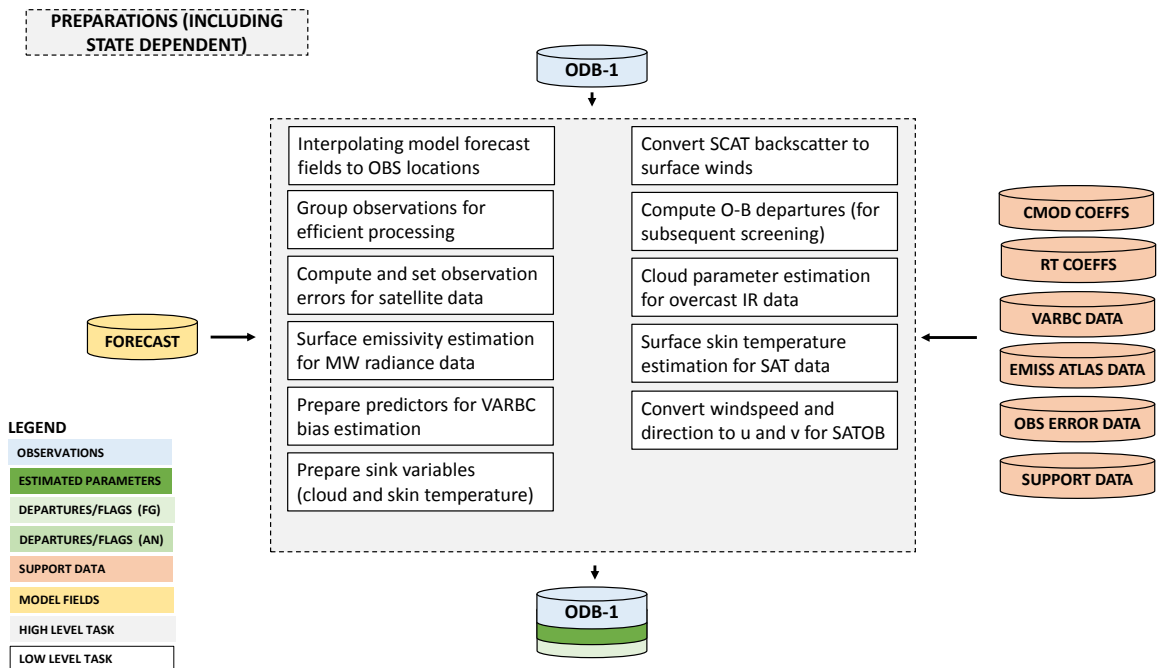 PREPARATIONS (INCLUDING
STATE DEPENDENT)
ODB-1
Interpolating model forecast
fields to OBS locations
Group observations for
efficient processing
Compute and set observation
errors for satellite data
Surface emissivity estimation
for MW radiance data
Prepare predictors for VARBC
bias estimation
Prepare sink variables
(cloud and skin temperature)
Convert SCAT backscatter to
surface winds
Compute O-B departures (for
subsequent screening)
Cloud parameter estimation
for overcast IR data
Surface skin temperature
estimation for SAT data
Convert windspeed and
direction to u and v for SATOB
FORECAST
CMOD COEFFS
RT COEFFS
VARBC DATA
EMISS ATLAS DATA
OBS ERROR DATA
SUPPORT DATA
LEGEND
OBSERVATIONS
ESTIMATED PARAMETERS
DEPARTURES/FLAGS (FG)
DEPARTURES/FLAGS (AN)
SUPPORT DATA
MODEL FIELDS
HIGH LEVEL TASK
LOW LEVEL TASK
ODB-1